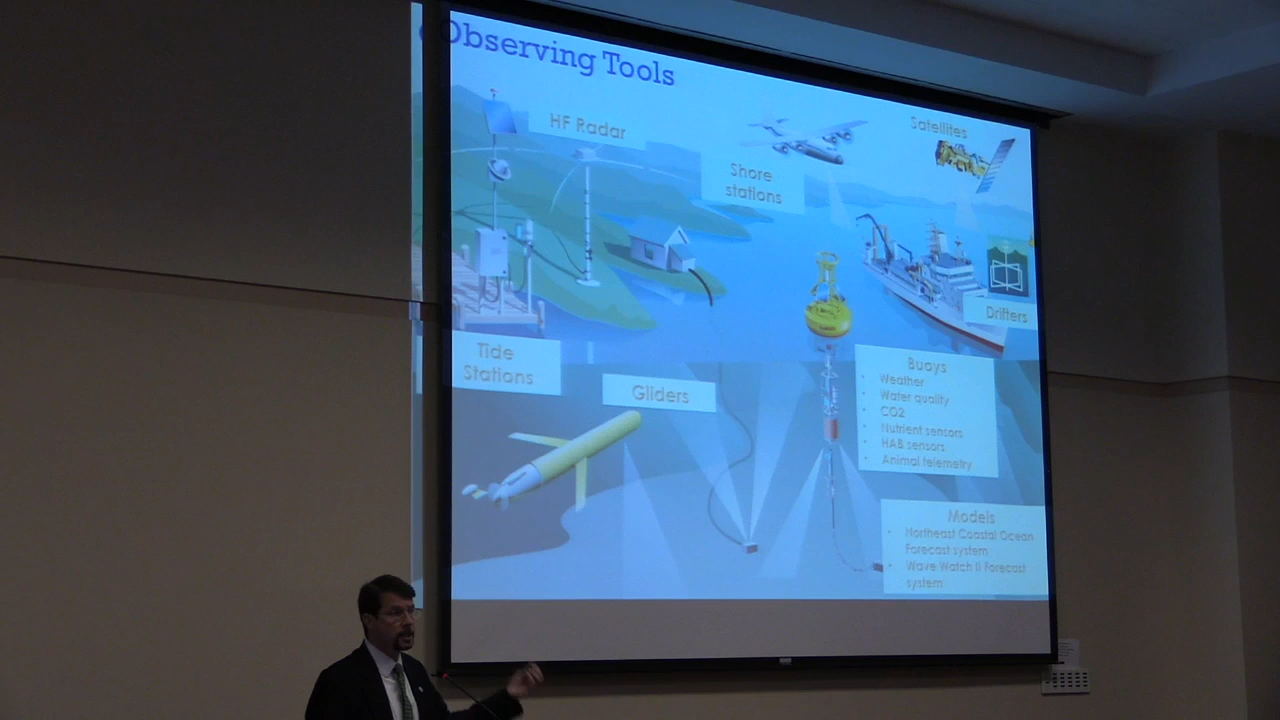 Observing Tools
HF Radar
Satellites
Shore
stations
Drifters
Tide
Stations
Gliders
Buoys
• Weather
• Water quality
• CO2
• Nutrient sensors
• HAB sensors
• Animal telemetry
Models
• Northeast Coastal Ocean
Forecast system
• Wave Watch II Forecast
system